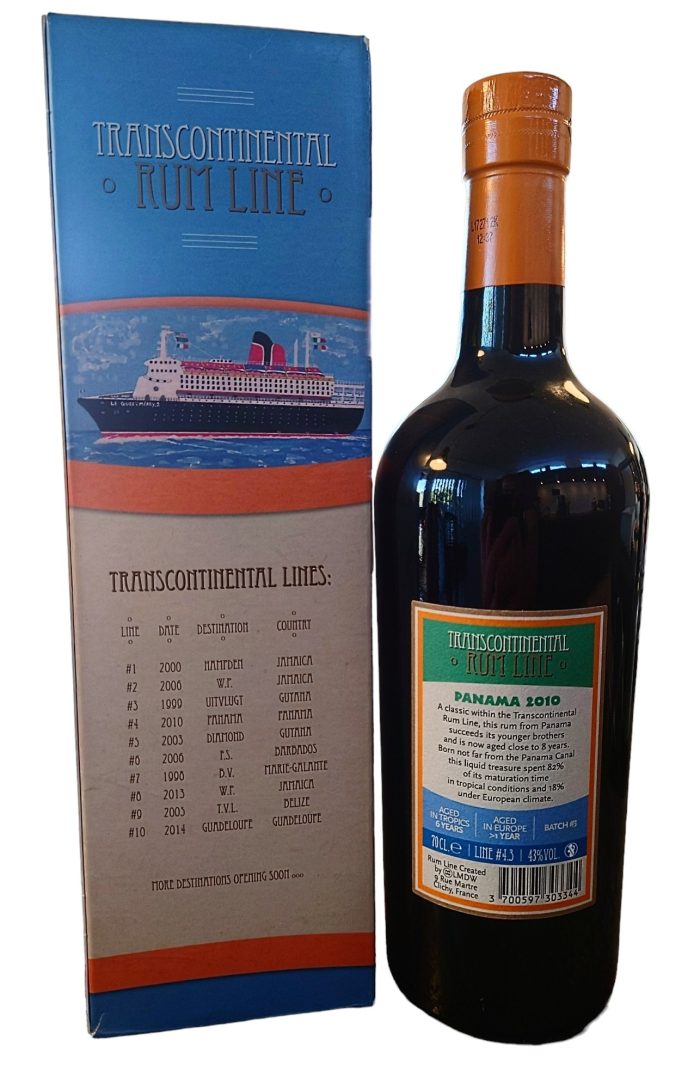 TRANSCONTINENTAL
RUM LINE
TRANSCONTINENTAL LINES:
LINE DATE DESTINATION COUNTRY
#1 2000 HAMPDEN JAMAICA
#2 2006 W.P. JAMAICA
#3 1999 UITVLUGT GUYANA
#4 2010 PANAMA PANAMA
#5 2003 DIAMOND GUYANA
#6 2006 F.S. BARBADOS
#7 1998 B.V. MARIE-GALANTE
#8 2013 W.P. JAMAICA
#9 2005 T.V.L. BELIZE
#10 2014 GUADELOUPE GUADELOUPE
MORE DESTINATIONS OPENING SOON ooo
12:07
TRANSCONTINENTAL
RUM LINE
PANAMA 2010
A classic within the Transcontinental
Rum Line, this rum from Panama
succeeds its younger brothers
and is now aged close to 8 years.
Born not far from the Panama Canal
this liquid treasure spent 82%
of its maturation time
in tropical conditions and 18%
under European climate.
AGED
IN TROPICS
6 YEARS
AGED
IN EUROPE
>1 YEAR
BATCH #3
70CL.℮ | LINE #4.3 | 43%VOL.
Rum Line Created
by @LMDW
9 Rue Martre
Clichy, France
3 700597 303344